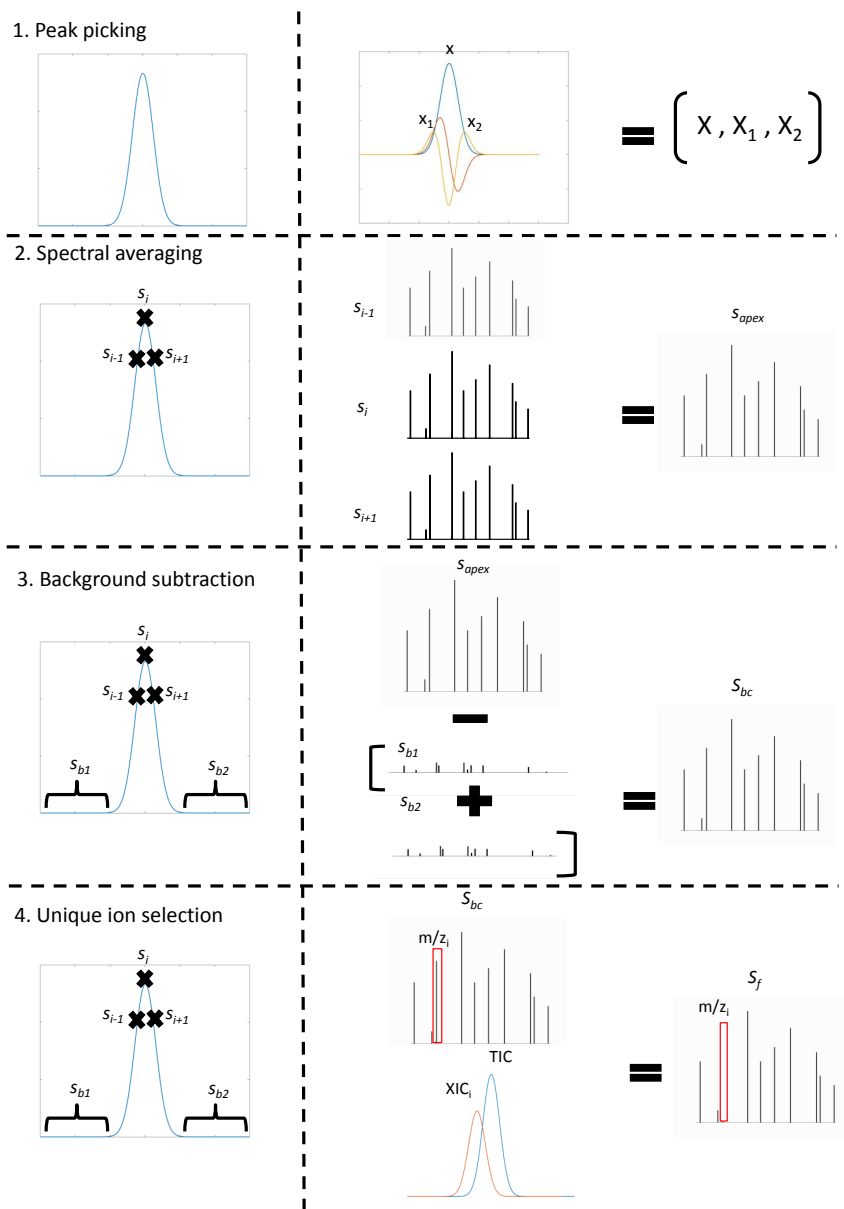 1. Peak picking
x
x1 x2
= ( X , X1 , X2 )
2. Spectral averaging
si
si-1 si+1
si-1
si
si+1
=
sapex
3. Background subtraction
si
si-1 si+1
sb1 sb2
sapex
−
[ sb1
+
sb2 ]
=
Sbc
4. Unique ion selection
si
si-1 si+1
sb1 sb2
Sbc
m/zi
TIC
XICi
=
Sf
m/zi